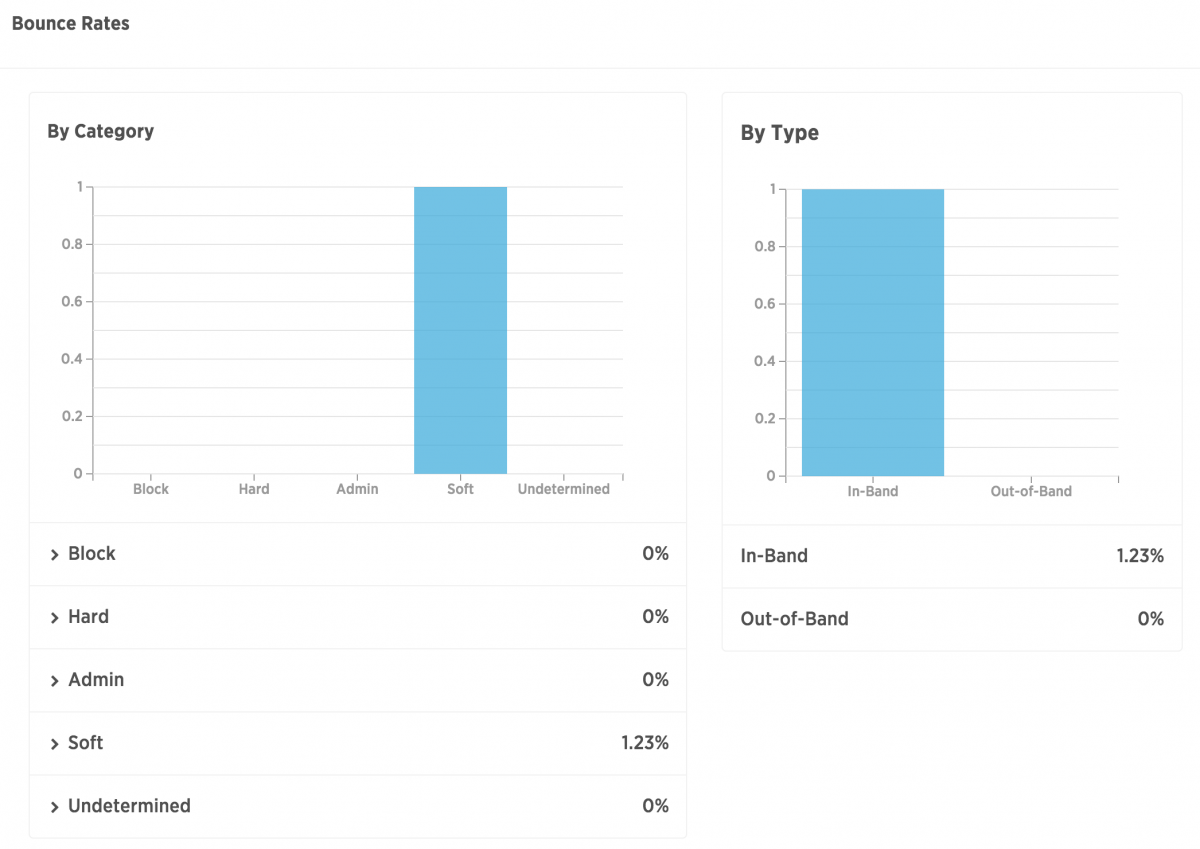 Bounce Rates
By Category
1
0.8
0.6
0.4
0.2
0
Block Hard Admin Soft Undetermined
Block 0%
Hard 0%
Admin 0%
Soft 1.23%
Undetermined 0%
By Type
1
0.8
0.6
0.4
0.2
0
In-Band Out-of-Band
In-Band 1.23%
Out-of-Band 0%